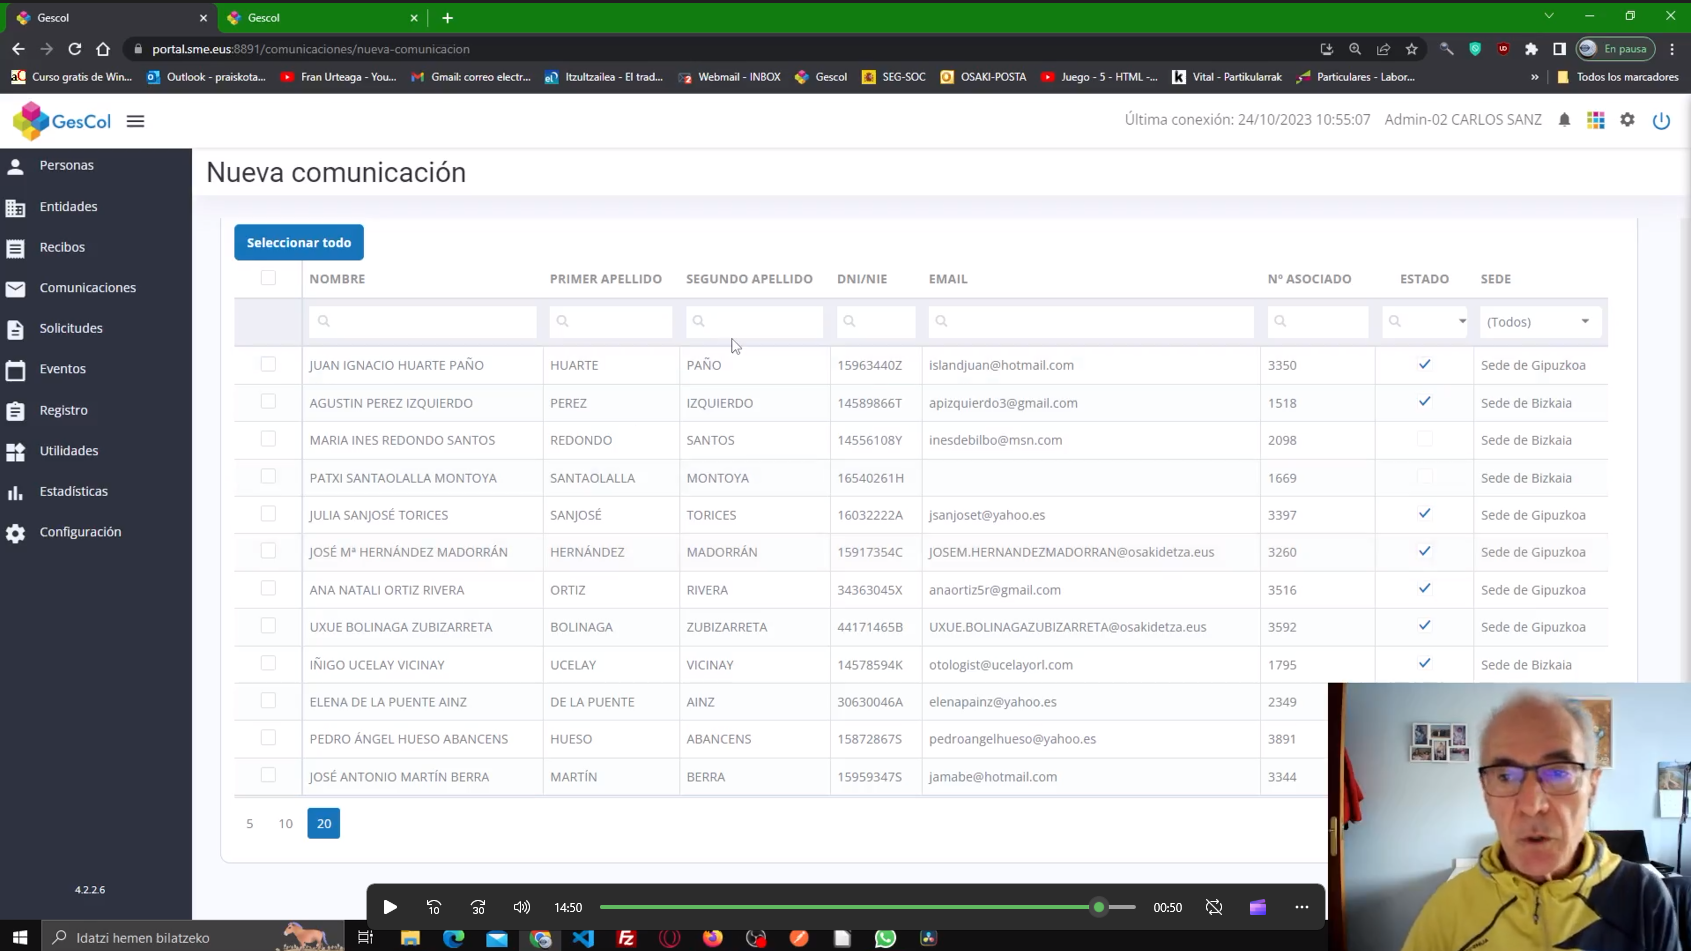 Gescol
Gescol
portal.sme.eus:8891/comunicaciones/nueva-comunicacion
En pausa
Curso gratis de Win...
Outlook - praiskota...
Fran Urteaga - You...
Gmail: correo electr...
Itzultzailea - El trad...
Webmail - INBOX
Gescol
SEG-SOC
OSAKI-POSTA
Juego - 5 - HTML -...
Vital - Partikularrak
Particulares - Labor...
»
Todos los marcadores
GesCol
Última conexión: 24/10/2023 10:55:07
Admin-02 CARLOS SANZ
Personas
Entidades
Recibos
Comunicaciones
Solicitudes
Eventos
Registro
Utilidades
Estadísticas
Configuración
4.2.2.6
Nueva comunicación
Seleccionar todo
NOMBRE PRIMER APELLIDO SEGUNDO APELLIDO DNI/NIE EMAIL Nº ASOCIADO ESTADO SEDE
(Todos)
JUAN IGNACIO HUARTE PAÑO HUARTE PAÑO 15963440Z islandjuan@hotmail.com 3350 Sede de Gipuzkoa
AGUSTIN PEREZ IZQUIERDO PEREZ IZQUIERDO 14589866T apizquierdo3@gmail.com 1518 Sede de Bizkaia
MARIA INES REDONDO SANTOS REDONDO SANTOS 14556108Y inesdebilbo@msn.com 2098 Sede de Bizkaia
PATXI SANTAOLALLA MONTOYA SANTAOLALLA MONTOYA 16540261H 1669 Sede de Bizkaia
JULIA SANJOSÉ TORICES SANJOSÉ TORICES 16032222A jsanjoset@yahoo.es 3397 Sede de Gipuzkoa
JOSÉ Mª HERNÁNDEZ MADORRÁN HERNÁNDEZ MADORRÁN 15917354C JOSEM.HERNANDEZMADORRAN@osakidetza.eus 3260 Sede de Gipuzkoa
ANA NATALI ORTIZ RIVERA ORTIZ RIVERA 34363045X anaortiz5r@gmail.com 3516 Sede de Gipuzkoa
UXUE BOLINAGA ZUBIZARRETA BOLINAGA ZUBIZARRETA 44171465B UXUE.BOLINAGAZUBIZARRETA@osakidetza.eus 3592 Sede de Gipuzkoa
IÑIGO UCELAY VICINAY UCELAY VICINAY 14578594K otologist@ucelayorl.com 1795 Sede de Bizkaia
ELENA DE LA PUENTE AINZ DE LA PUENTE AINZ 30630046A elenapainz@yahoo.es 2349
PEDRO ÁNGEL HUESO ABANCENS HUESO ABANCENS 15872867S pedroangelhueso@yahoo.es 3891
JOSÉ ANTONIO MARTÍN BERRA MARTÍN BERRA 15959347S jamabe@hotmail.com 3344
5 10 20
10 30 14:50 00:50
Idatzi hemen bilatzeko